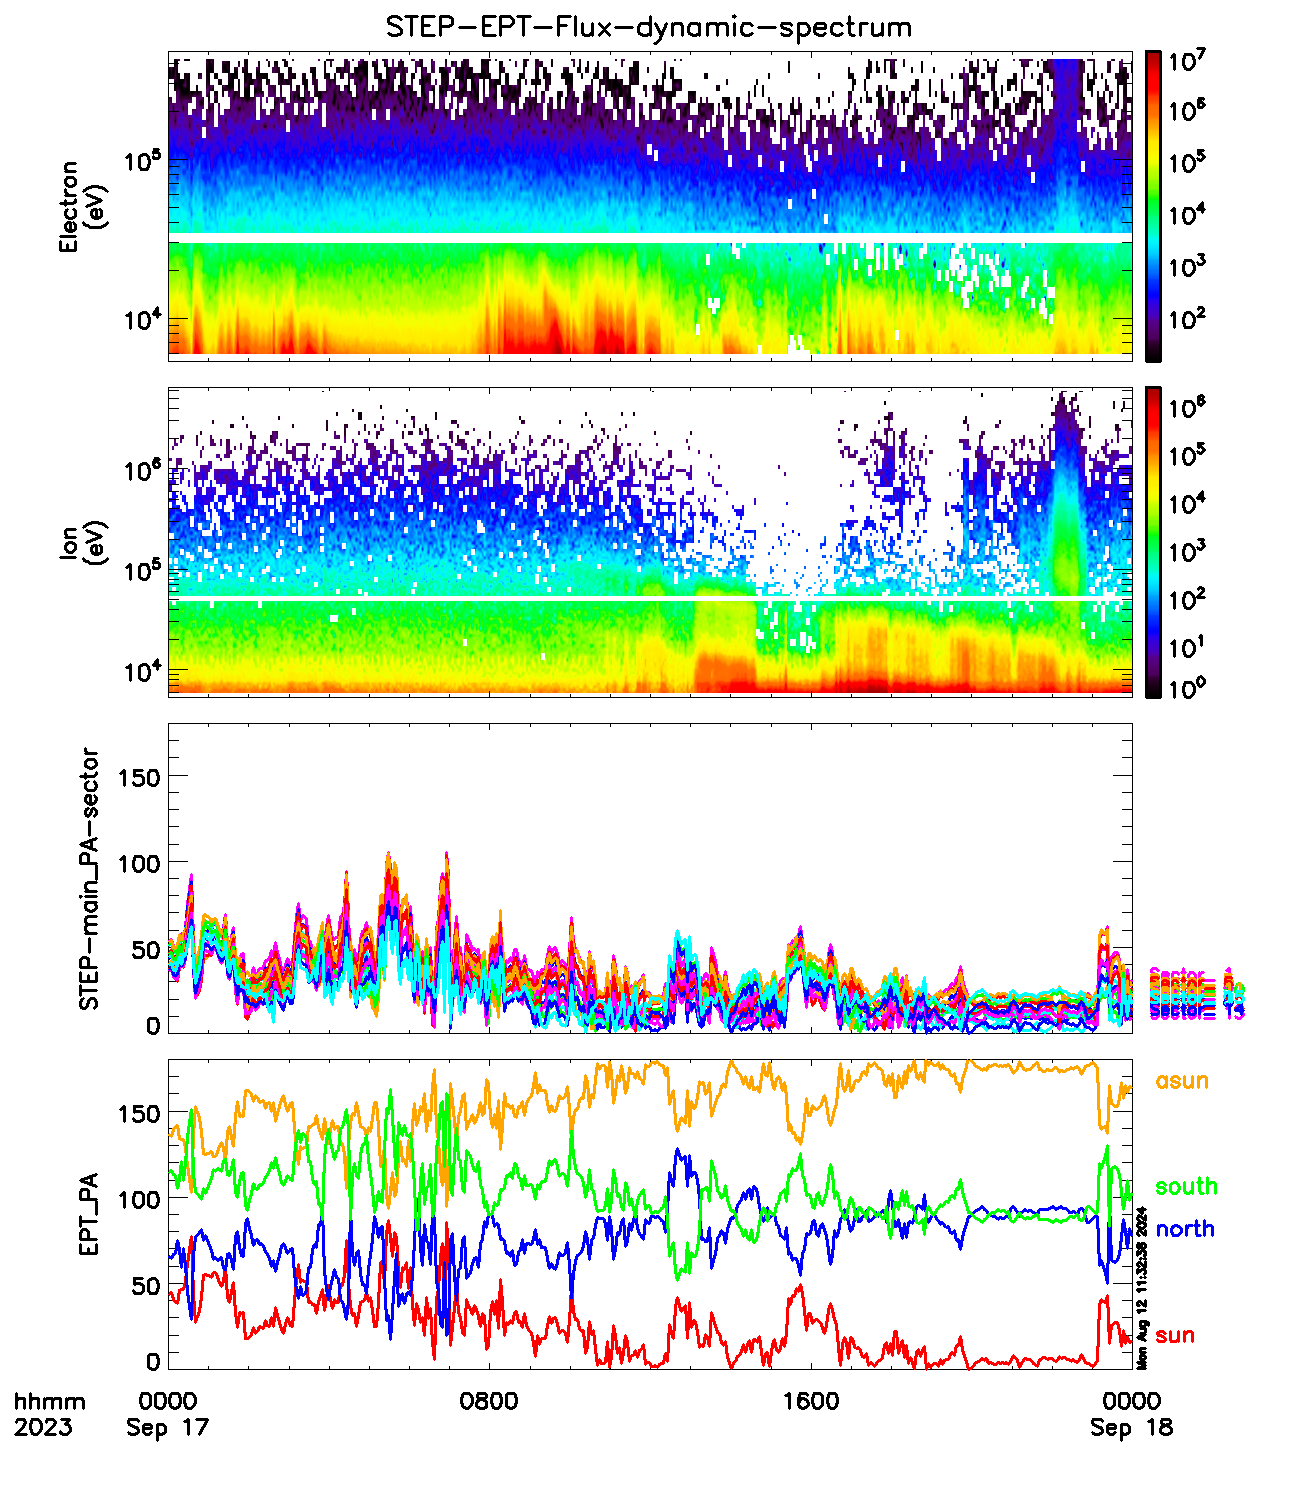 STEP-EPT-Flux-dynamic-spectrum
Electron
(eV)
10^5
10^4
10^7
10^6
10^5
10^4
10^3
10^2
Ion
(eV)
10^6
10^5
10^4
10^6
10^5
10^4
10^3
10^2
10^1
10^0
STEP-main_PA-sector
150
100
50
0
Sector_ 1
Sector_ 14
EPT_PA
150
100
50
0
asun
south
north
sun
Mon Aug 12 11:32:36 2024
hhmm
2023
0000
Sep 17
0800
1600
0000
Sep 18